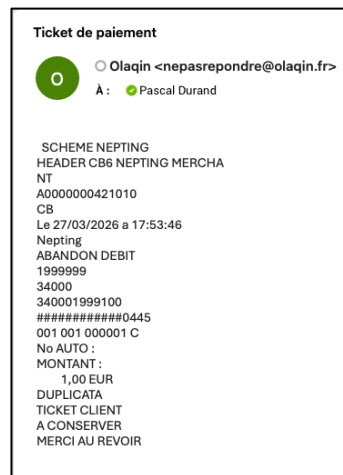 Ticket de paiement
O
Olaqin <nepasrepondre@olaqin.fr>
À : Pascal Durand
SCHEME NEPTING
HEADER CB6 NEPTING MERCHA
NT
A0000000421010
CB
Le 27/03/2026 a 17:53:46
Nepting
ABANDON DEBIT
1999999
34000
340001999100
############0445
001 001 000001 C
No AUTO :
MONTANT :
1,00 EUR
DUPLICATA
TICKET CLIENT
A CONSERVER
MERCI AU REVOIR